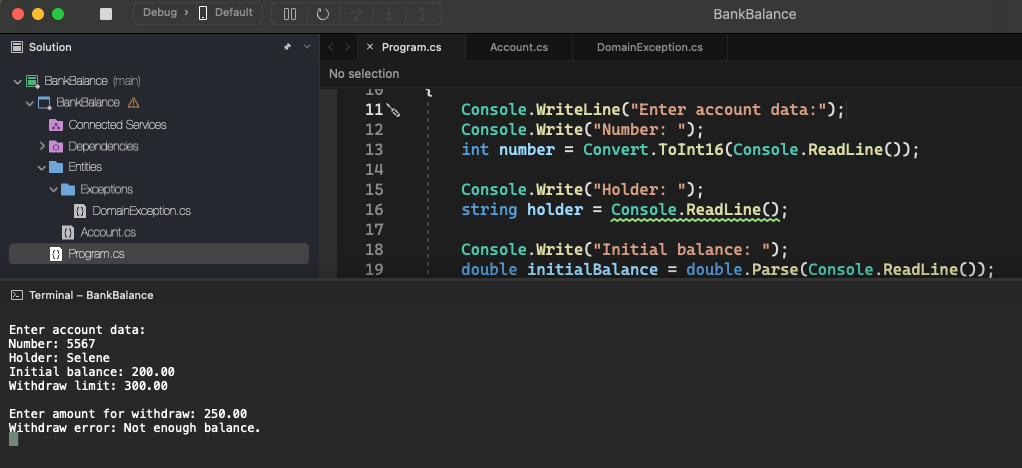 Debug > Default
BankBalance
Solution
Program.cs
Account.cs
DomainException.cs
No selection
BankBalance (main)
BankBalance
Connected Services
Dependencies
Entities
Exceptions
DomainException.cs
Account.cs
Program.cs
10 {
11 Console.WriteLine("Enter account data:");
12 Console.Write("Number: ");
13 int number = Convert.ToInt16(Console.ReadLine());
14
15 Console.Write("Holder: ");
16 string holder = Console.ReadLine();
17
18 Console.Write("Initial balance: ");
19 double initialBalance = double.Parse(Console.ReadLine());
Terminal – BankBalance
Enter account data:
Number: 5567
Holder: Selene
Initial balance: 200.00
Withdraw limit: 300.00
Enter amount for withdraw: 250.00
Withdraw error: Not enough balance.